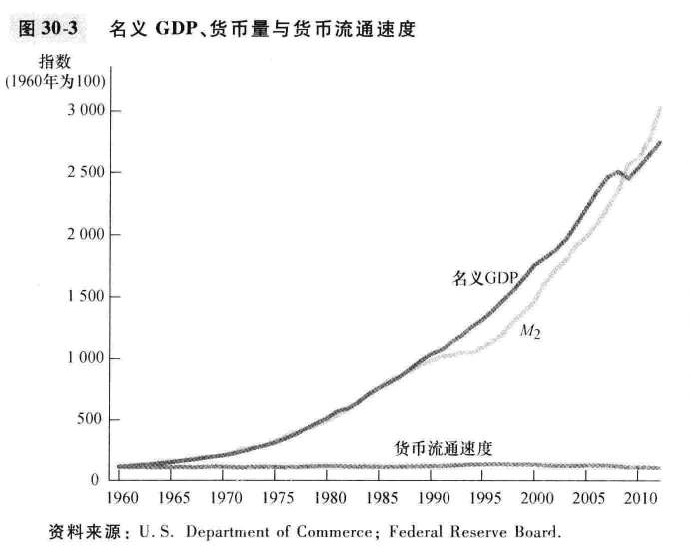 图 30-3 名义 GDP、货币量与货币流通速度
指数
(1960年为100)
3 000
2 500
2 000
1 500
1 000
500
0
名义GDP
M₂
货币流通速度
1960 1965 1970 1975 1980 1985 1990 1995 2000 2005 2010
资料来源：U. S. Department of Commerce; Federal Reserve Board.